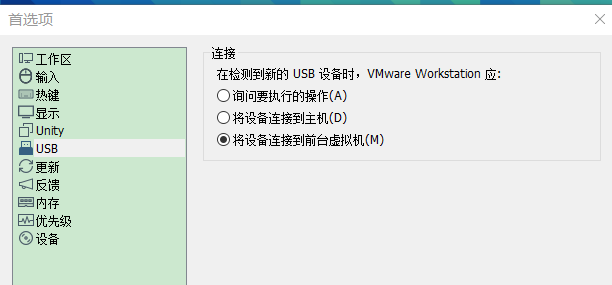 首选项
工作区
输入
热键
显示
Unity
USB
更新
反馈
内存
优先级
设备
连接
在检测到新的 USB 设备时，VMware Workstation 应:
询问要执行的操作(A)
将设备连接到主机(D)
将设备连接到前台虚拟机(M)